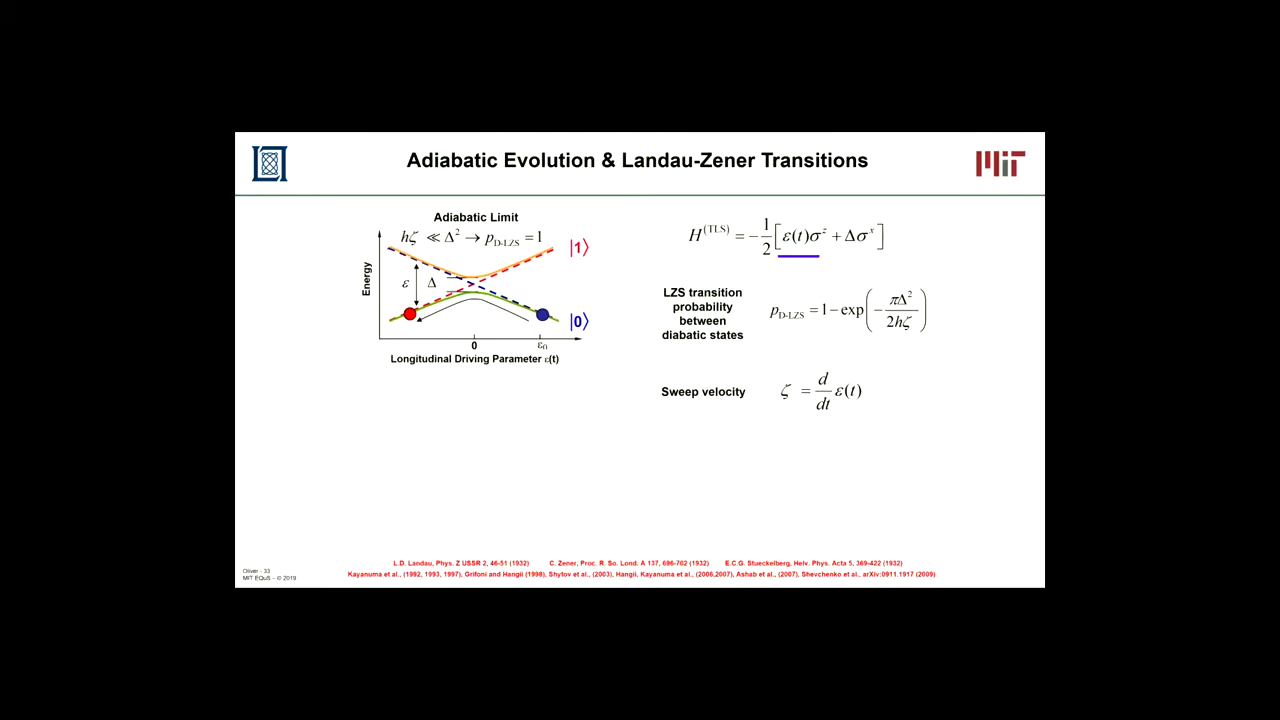 Adiabatic Evolution & Landau-Zener Transitions
MIT
Adiabatic Limit
hζ ≪ Δ² → p_D-LZS = 1
Energy
ε Δ
|1⟩
|0⟩
0 ε₀
Longitudinal Driving Parameter ε(t)
H^(TLS) = −1/2 [ε(t)σ^z + Δσ^x]
LZS transition
probability
between
diabatic states
p_D-LZS = 1 − exp(−πΔ²/2hζ)
Sweep velocity
ζ = d/dt ε(t)
L.D. Landau, Phys. Z USSR 2, 46-51 (1932) C. Zener, Proc. R. So. Lond. A 137, 696-702 (1932) E.C.G. Stueckelberg, Helv. Phys. Acta 5, 369-422 (1932)
Kayanuma et al., (1992, 1993, 1997), Grifoni and Hangii (1998), Shytov et al., (2003), Hangii, Kayanuma et al., (2006,2007), Ashab et al., (2007), Shevchenko et al., arXiv:0911.1917 (2009)
Oliver - 33
MIT EQuS - © 2019